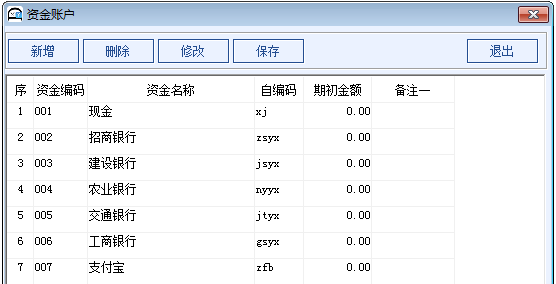 资金账户
新增 删除 修改 保存 退出
序 资金编码 资金名称 自编码 期初金额 备注一
1 001 现金 xj 0.00
2 002 招商银行 zsyx 0.00
3 003 建设银行 jsyx 0.00
4 004 农业银行 nyyx 0.00
5 005 交通银行 jtyx 0.00
6 006 工商银行 gsyx 0.00
7 007 支付宝 zfb 0.00